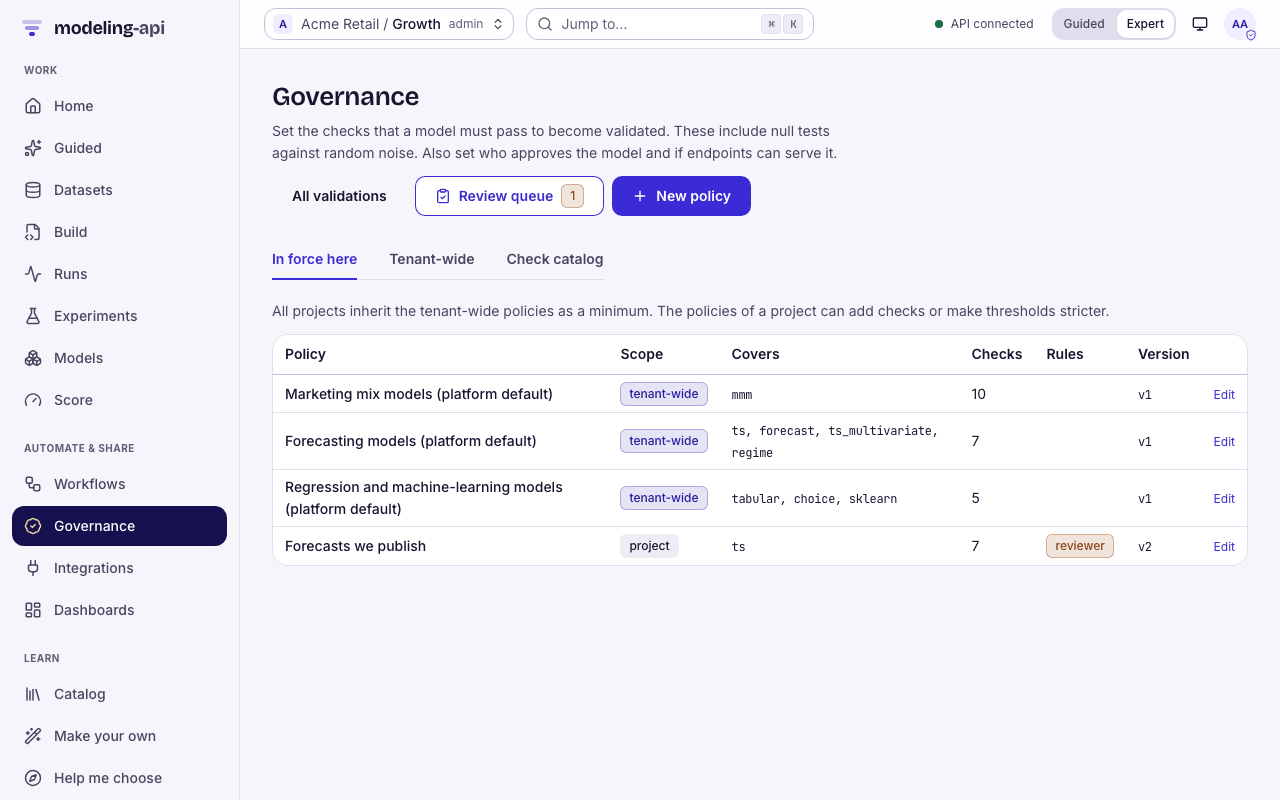 modeling-api
WORK
Home
Guided
Datasets
Build
Runs
Experiments
Models
Score
AUTOMATE & SHARE
Workflows
Governance
Integrations
Dashboards
LEARN
Catalog
Make your own
Help me choose
A Acme Retail / Growth admin
Jump to... ⌘ K
API connected
Guided Expert
AA
Governance
Set the checks that a model must pass to become validated. These include null tests
against random noise. Also set who approves the model and if endpoints can serve it.
All validations Review queue 1 New policy
In force here Tenant-wide Check catalog
All projects inherit the tenant-wide policies as a minimum. The policies of a project can add checks or make thresholds stricter.
Policy Scope Covers Checks Rules Version
Marketing mix models (platform default) tenant-wide mmm 10 v1 Edit
Forecasting models (platform default) tenant-wide ts, forecast, ts_multivariate, regime 7 v1 Edit
Regression and machine-learning models (platform default) tenant-wide tabular, choice, sklearn 5 v1 Edit
Forecasts we publish project ts 7 reviewer v2 Edit